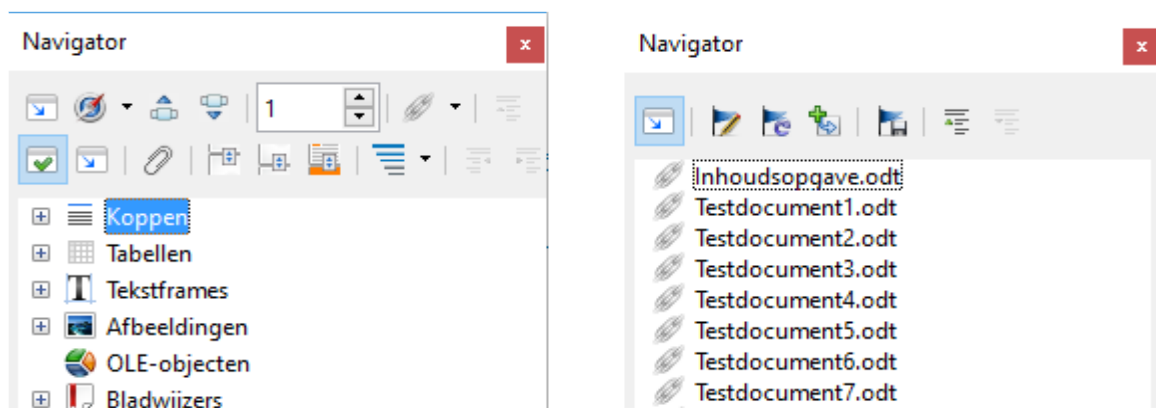 Navigator
x
1
Koppen
Tabellen
Tekstframes
Afbeeldingen
OLE-objecten
Bladwijzers
Navigator
x
Inhoudsopgave.odt
Testdocument1.odt
Testdocument2.odt
Testdocument3.odt
Testdocument4.odt
Testdocument5.odt
Testdocument6.odt
Testdocument7.odt